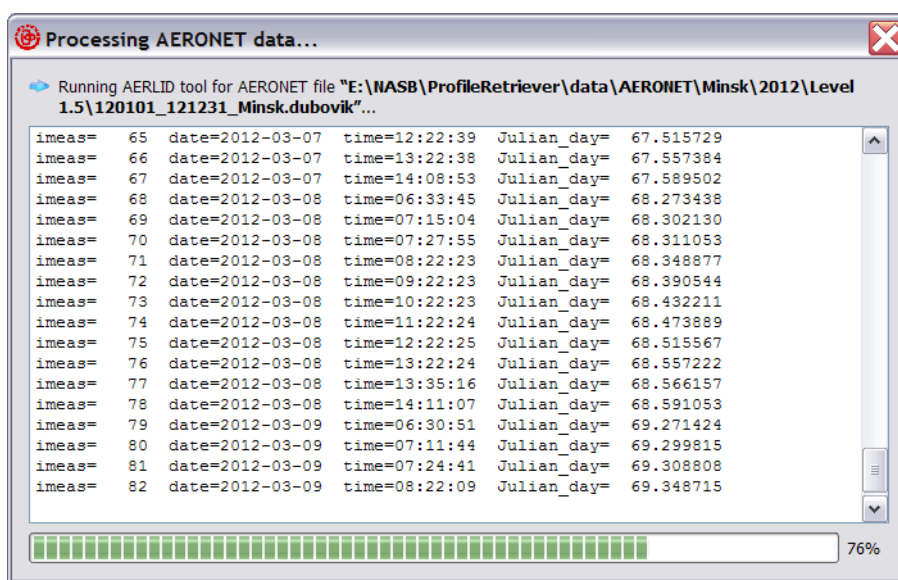 Processing AERONET data...
Running AERLID tool for AERONET file "E:\NASB\ProfileRetriever\data\AERONET\Minsk\2012\Level
1.5\120101_121231_Minsk.dubovik"...
imeas= 65 date=2012-03-07 time=12:22:39 Julian_day= 67.515729
imeas= 66 date=2012-03-07 time=13:22:38 Julian_day= 67.557384
imeas= 67 date=2012-03-07 time=14:08:53 Julian_day= 67.589502
imeas= 68 date=2012-03-08 time=06:33:45 Julian_day= 68.273438
imeas= 69 date=2012-03-08 time=07:15:04 Julian_day= 68.302130
imeas= 70 date=2012-03-08 time=07:27:55 Julian_day= 68.311053
imeas= 71 date=2012-03-08 time=08:22:23 Julian_day= 68.348877
imeas= 72 date=2012-03-08 time=09:22:23 Julian_day= 68.390544
imeas= 73 date=2012-03-08 time=10:22:23 Julian_day= 68.432211
imeas= 74 date=2012-03-08 time=11:22:24 Julian_day= 68.473889
imeas= 75 date=2012-03-08 time=12:22:25 Julian_day= 68.515567
imeas= 76 date=2012-03-08 time=13:22:24 Julian_day= 68.557222
imeas= 77 date=2012-03-08 time=13:35:16 Julian_day= 68.566157
imeas= 78 date=2012-03-08 time=14:11:07 Julian_day= 68.591053
imeas= 79 date=2012-03-09 time=06:30:51 Julian_day= 69.271424
imeas= 80 date=2012-03-09 time=07:11:44 Julian_day= 69.299815
imeas= 81 date=2012-03-09 time=07:24:41 Julian_day= 69.308808
imeas= 82 date=2012-03-09 time=08:22:09 Julian_day= 69.348715
76%